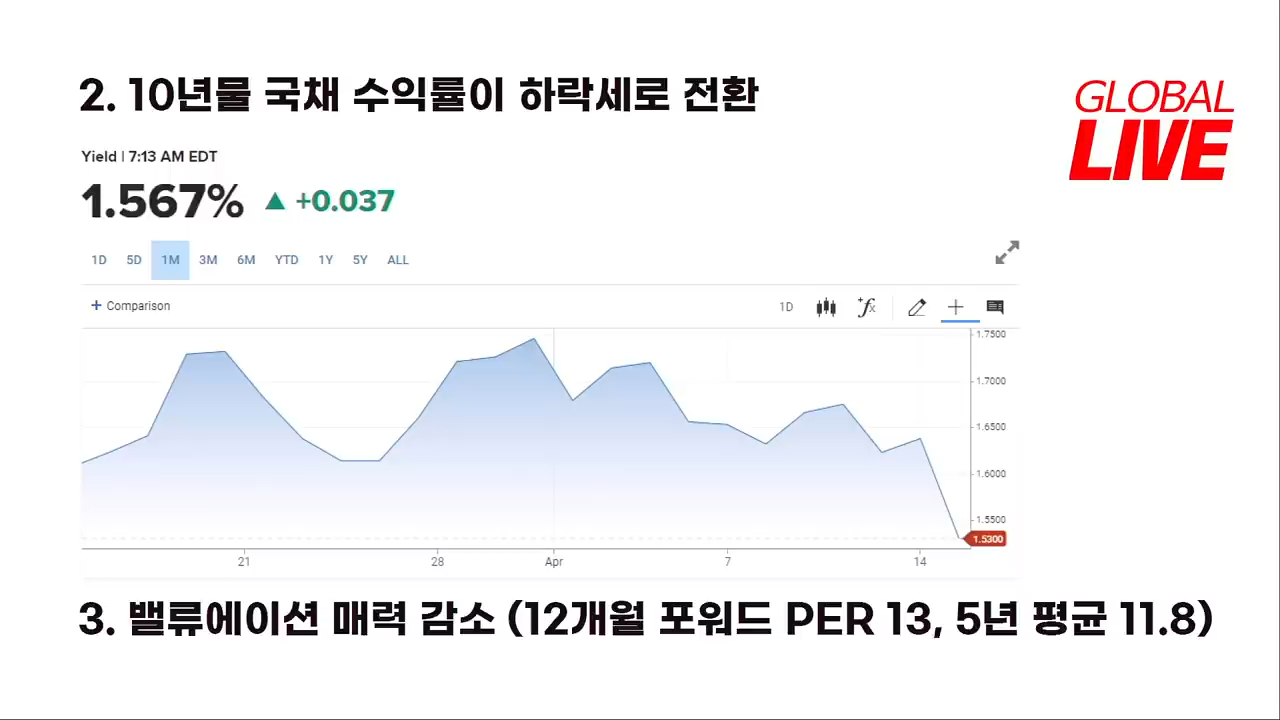 2. 10년물 국채 수익률이 하락세로 전환
GLOBAL
LIVE
Yield | 7:13 AM EDT
1.567% ▲ +0.037
1D 5D 1M 3M 6M YTD 1Y 5Y ALL
+ Comparison 1D
1.7500
1.7000
1.6500
1.6000
1.5500
1.5300
21 28 Apr 7 14
3. 밸류에이션 매력 감소 (12개월 포워드 PER 13, 5년 평균 11.8)